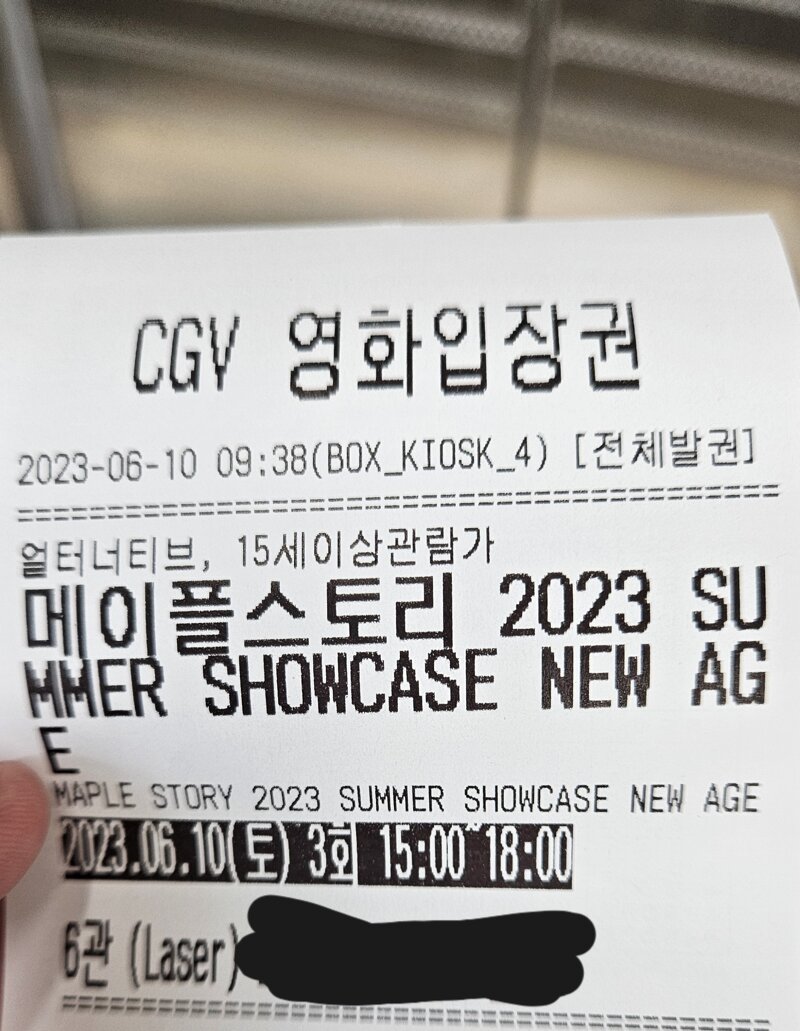 CGV 영화입장권
2023-06-10 09:38(BOX_KIOSK_4) [전체발권]
얼터너티브, 15세이상관람가
메이플스토리 2023 SU
MMER SHOWCASE NEW AG
E
MAPLE STORY 2023 SUMMER SHOWCASE NEW AGE
2023.06.10(토) 3회 15:00~18:00
6관 (Laser)